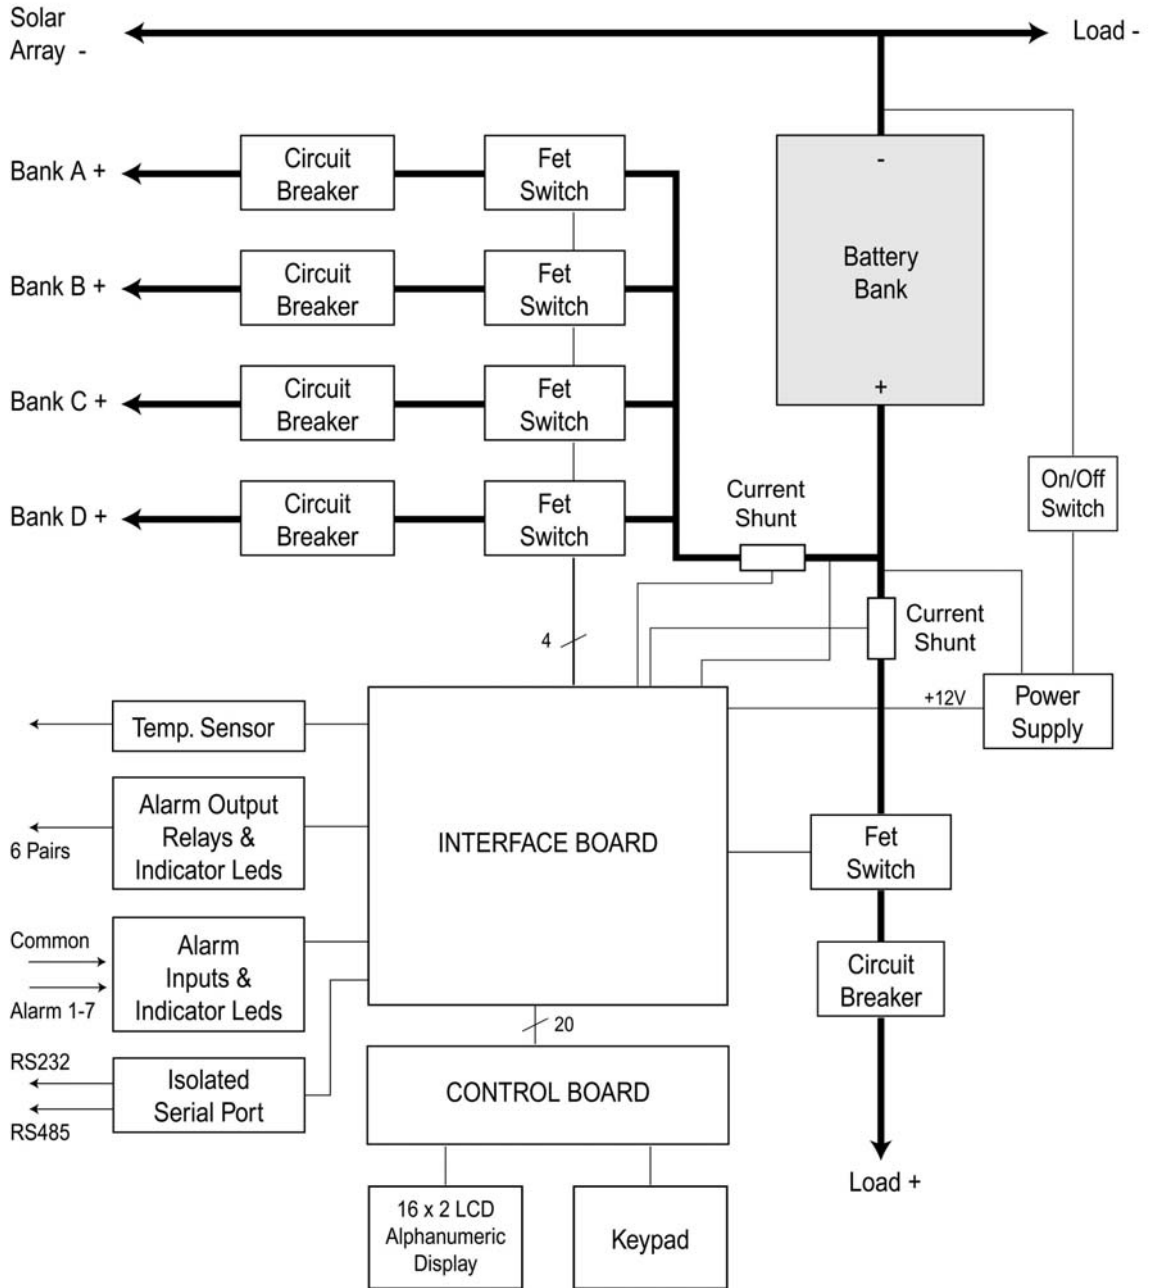 Solar
Array -
Load -
Bank A +
Circuit
Breaker
Fet
Switch
-
Battery
Bank
+
Bank B +
Circuit
Breaker
Fet
Switch
Bank C +
Circuit
Breaker
Fet
Switch
Bank D +
Circuit
Breaker
Fet
Switch
Current
Shunt
On/Off
Switch
Current
Shunt
4
+12V
Power
Supply
Temp. Sensor
Alarm Output
Relays &
Indicator Leds
6 Pairs
INTERFACE BOARD
Fet
Switch
Common
Alarm 1-7
Alarm
Inputs &
Indicator Leds
Circuit
Breaker
20
RS232
RS485
Isolated
Serial Port
CONTROL BOARD
Load +
16 x 2 LCD
Alphanumeric
Display
Keypad